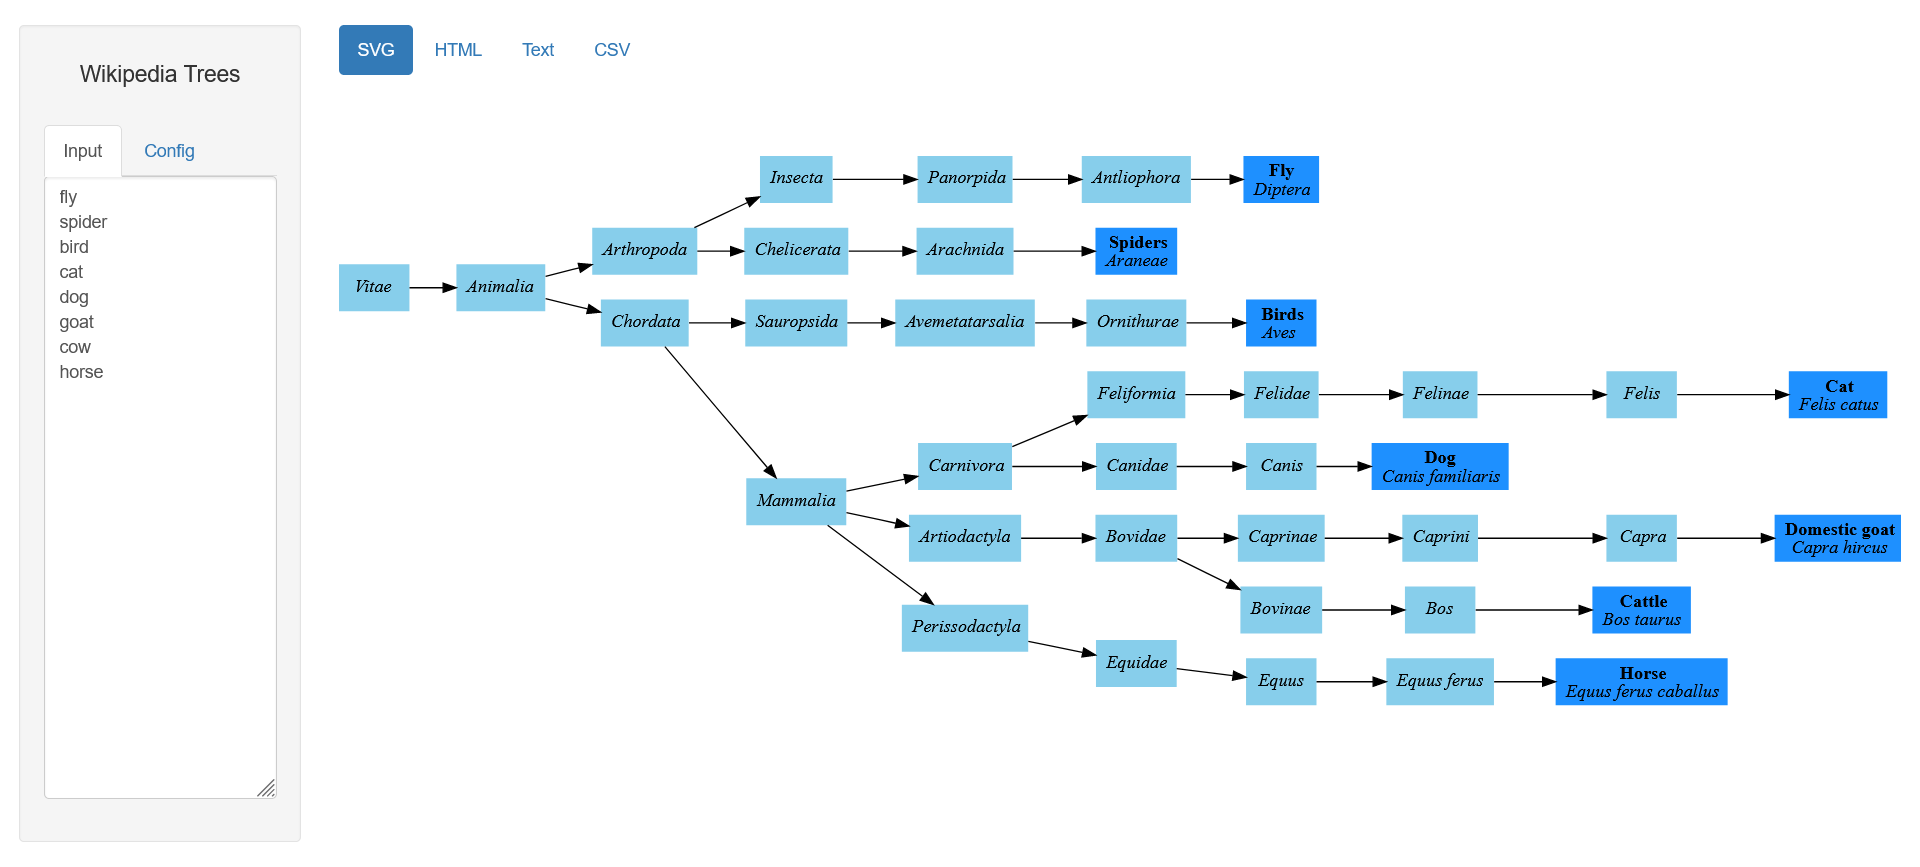 Wikipedia Trees
Input
Config
fly
spider
bird
cat
dog
goat
cow
horse
SVG
HTML
Text
CSV
Vitae
Animalia
Arthropoda
Insecta
Panorpida
Antliophora
Fly
Diptera
Chelicerata
Arachnida
Spiders
Araneae
Chordata
Sauropsida
Avemetatarsalia
Ornithurae
Birds
Aves
Mammalia
Carnivora
Feliformia
Felidae
Felinae
Felis
Cat
Felis catus
Canidae
Canis
Dog
Canis familiaris
Artiodactyla
Bovidae
Caprinae
Caprini
Capra
Domestic goat
Capra hircus
Bovinae
Bos
Cattle
Bos taurus
Perissodactyla
Equidae
Equus
Equus ferus
Horse
Equus ferus caballus